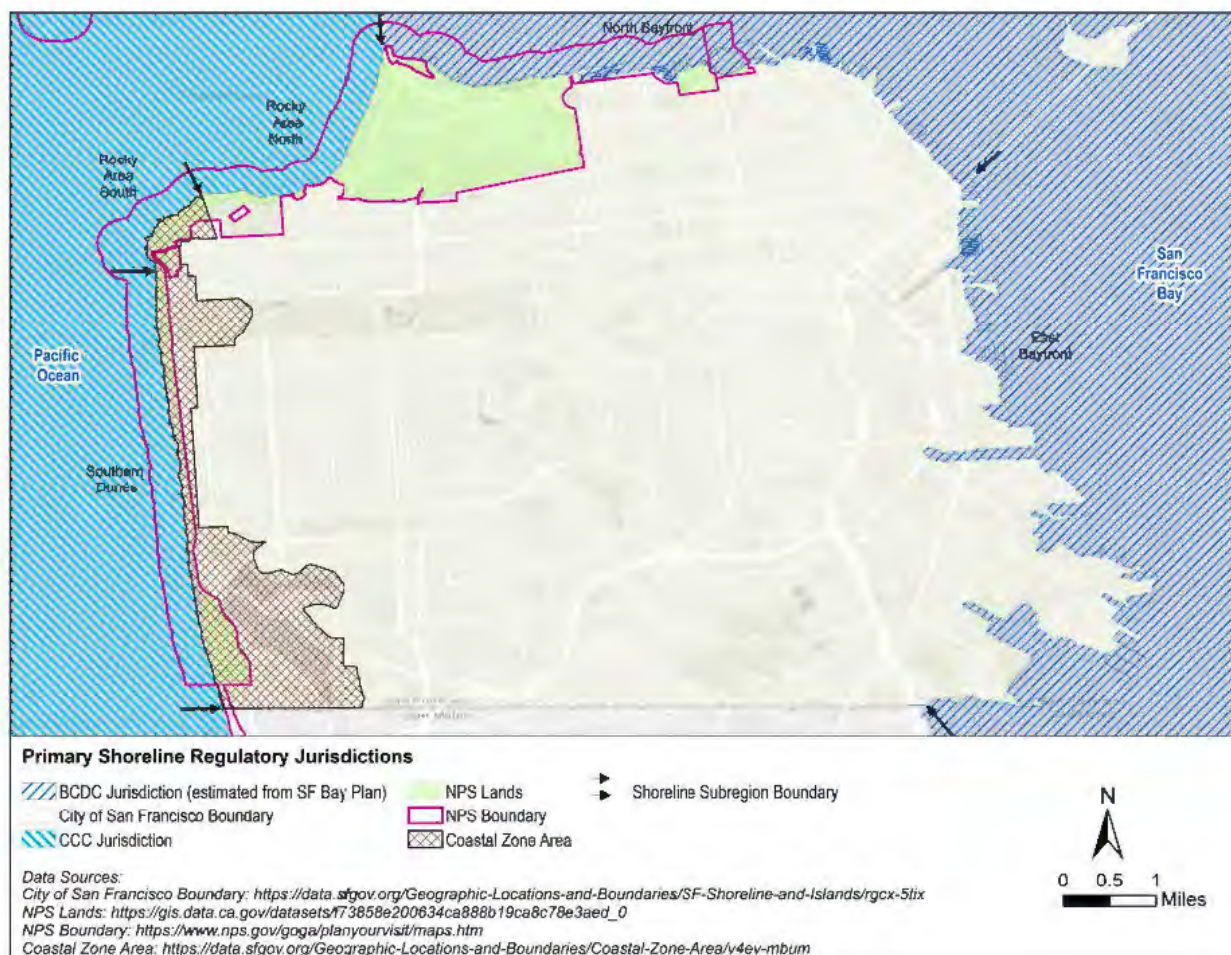 North Bayfront
Rocky
Area
North
Rocky
Area
South
San
Francisco
Bay
East
Bayfront
Pacific
Ocean
Southern
Dunes
Primary Shoreline Regulatory Jurisdictions
BCDC Jurisdiction (estimated from SF Bay Plan)
City of San Francisco Boundary
CCC Jurisdiction
NPS Lands
NPS Boundary
Coastal Zone Area
Shoreline Subregion Boundary
N
0 0.5 1
Miles
Data Sources:
City of San Francisco Boundary: https://data.sfgov.org/Geographic-Locations-and-Boundaries/SF-Shoreline-and-Islands/rgcx-5tix
NPS Lands: https://gis.data.ca.gov/datasets/f73858e200634ca888b19ca8c78e3aed_0
NPS Boundary: https://www.nps.gov/goga/planyourvisit/maps.htm
Coastal Zone Area: https://data.sfgov.org/Geographic-Locations-and-Boundaries/Coastal-Zone-Area/v4ev-mbum